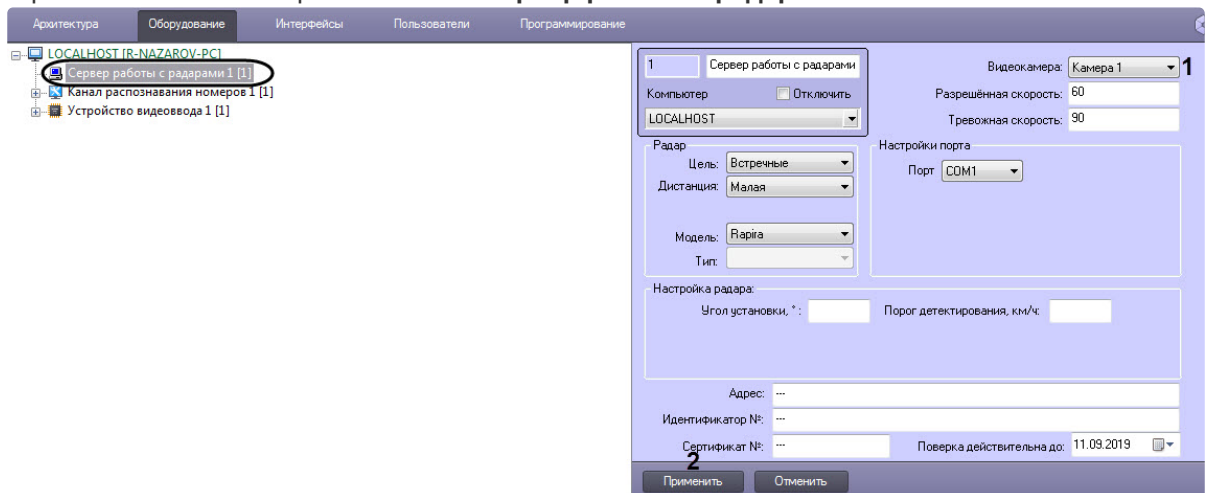 Архитектура Оборудование Интерфейсы Пользователи Программирование
LOCALHOST [R-NAZAROV-PC]
Сервер работы с радарами 1 [1]
Канал распознавания номеров 1 [1]
Устройство видеоввода 1 [1]
1 Сервер работы с радарами
Компьютер Отключить
LOCALHOST
Видеокамера: Камера 1 1
Разрешённая скорость: 60
Тревожная скорость: 90
Радар
Цель: Встречные
Дистанция: Малая
Модель: Rapira
Тип:
Настройки порта
Порт COM1
Настройка радара:
Угол установки, ° : Порог детектирования, км/ч:
Адрес: ---
Идентификатор №: ---
Сертификат №: --- Поверка действительна до: 11.09.2019
2
Применить Отменить